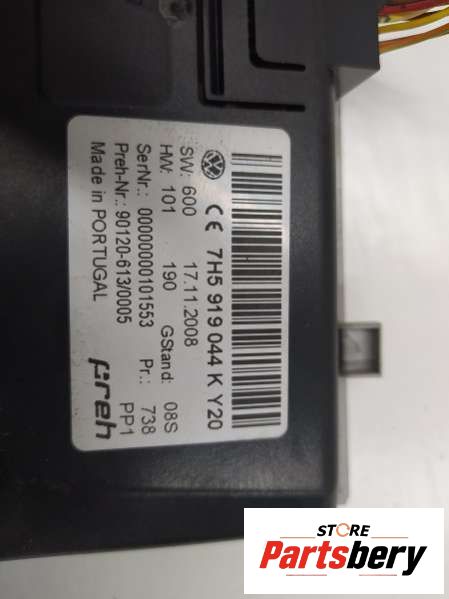 CE 7H5 919 044 K Y20
SW: 600 17.11.2008
HW: 101 190 GStand: 08S
SerNr.: 00000000101553 Pr.: 738
Preh-Nr.: 90120-613/0005 PP1
Made in PORTUGAL preh
STORE
Partsbery